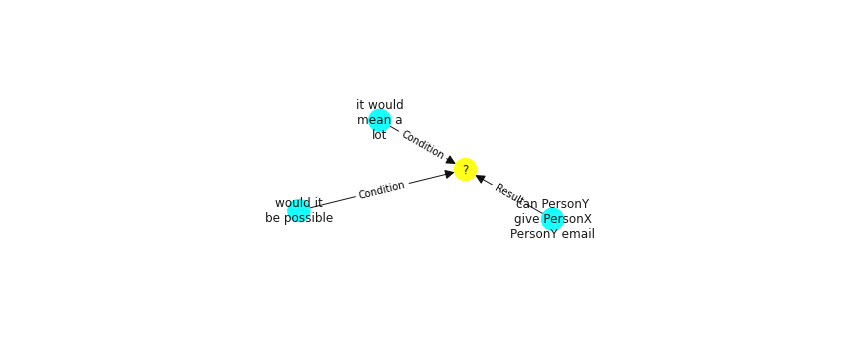 it would
mean a
lot
Condition
?
Condition
Result
would it
be possible
can PersonY
give PersonX
PersonY email